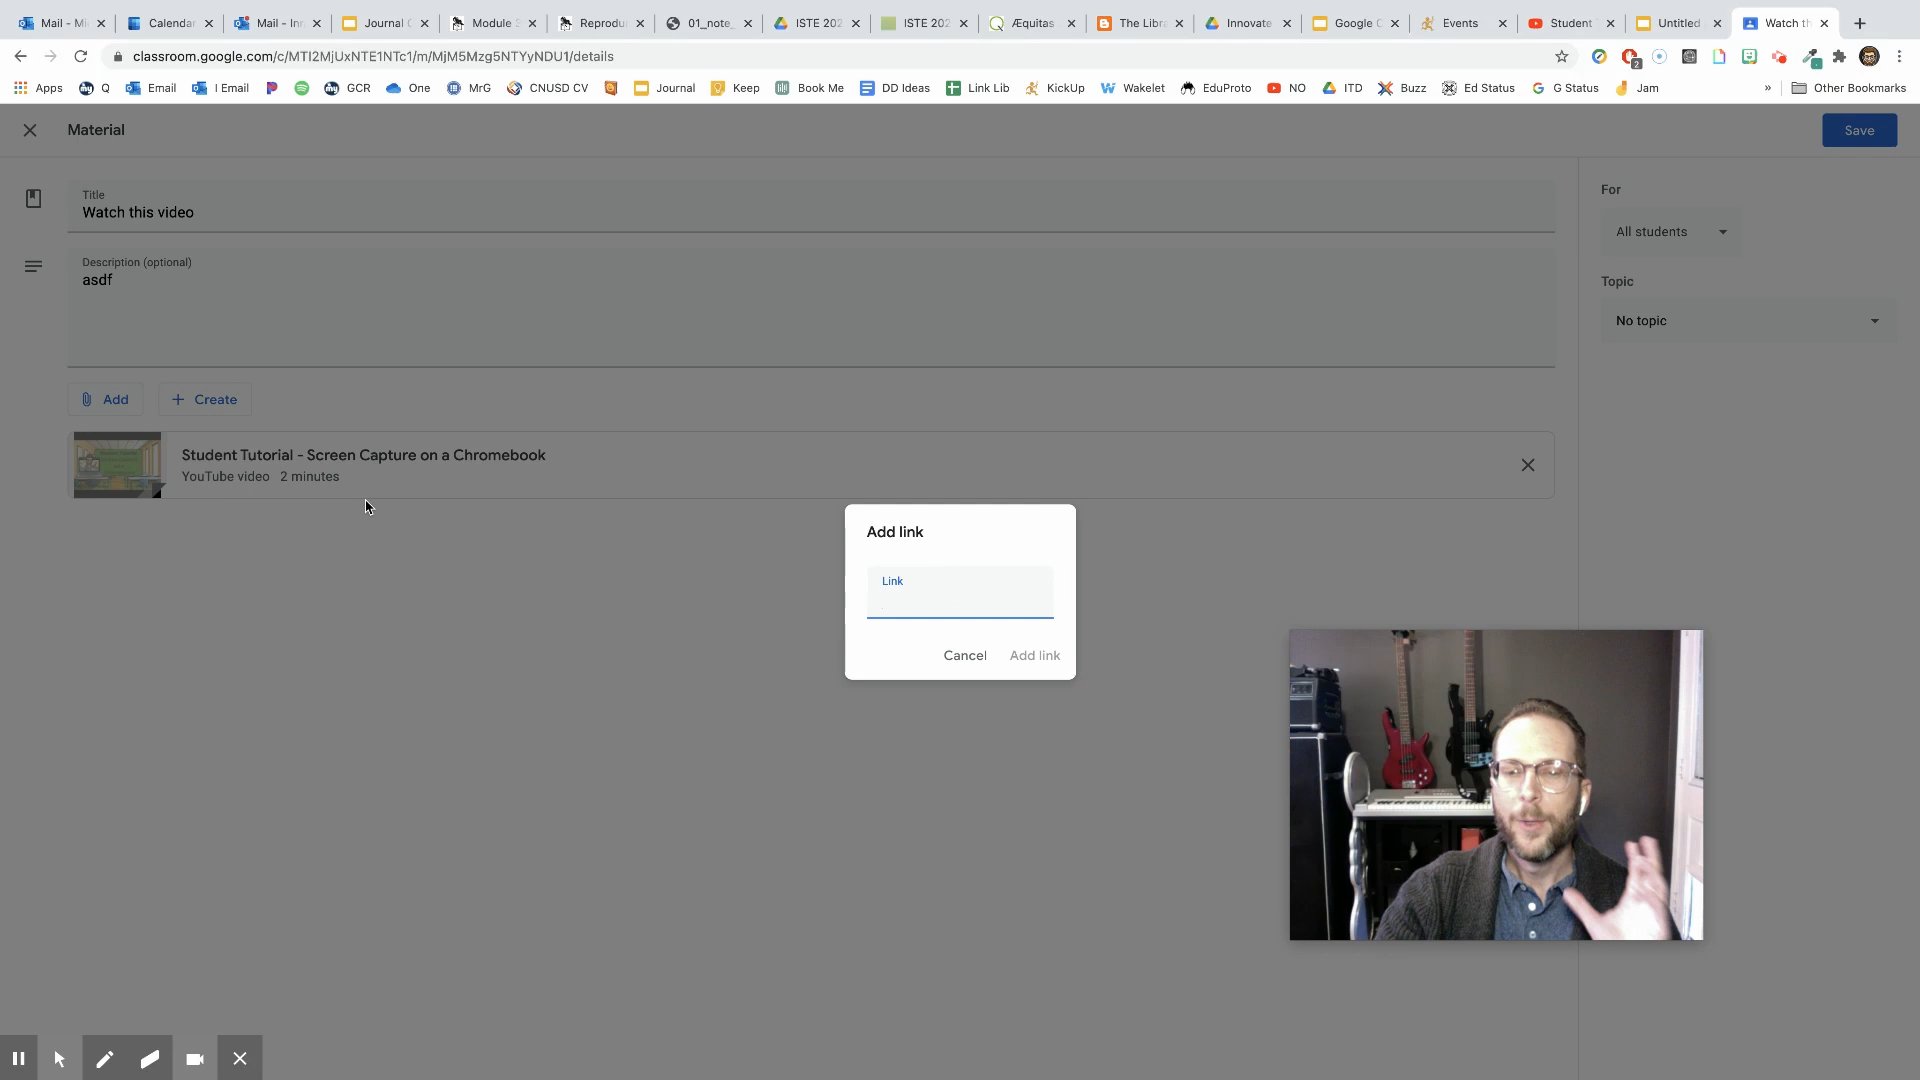 Mail - Mi
Calendar
Mail - Inn
Journal
Module
Reprodu
01_note_
ISTE 202
ISTE 202
Æquitas
The Libra
Innovate
Google
Events
Student
Untitled
Watch th
classroom.google.com/c/MTI2MjUxNTE1NTc1/m/MjM5Mzg5NTYyNDU1/details
2
Apps
Q
Email
I Email
GCR
One
MrG
CNUSD CV
Journal
Keep
Book Me
DD Ideas
Link Lib
KickUp
Wakelet
EduProto
NO
ITD
Buzz
Ed Status
G Status
Jam
»
Other Bookmarks
Material
Save
Title
Watch this video
Description (optional)
asdf
For
All students
Topic
No topic
Add
Create
Student Tutorial - Screen Capture on a Chromebook
YouTube video 2 minutes
Add link
Link
Cancel
Add link